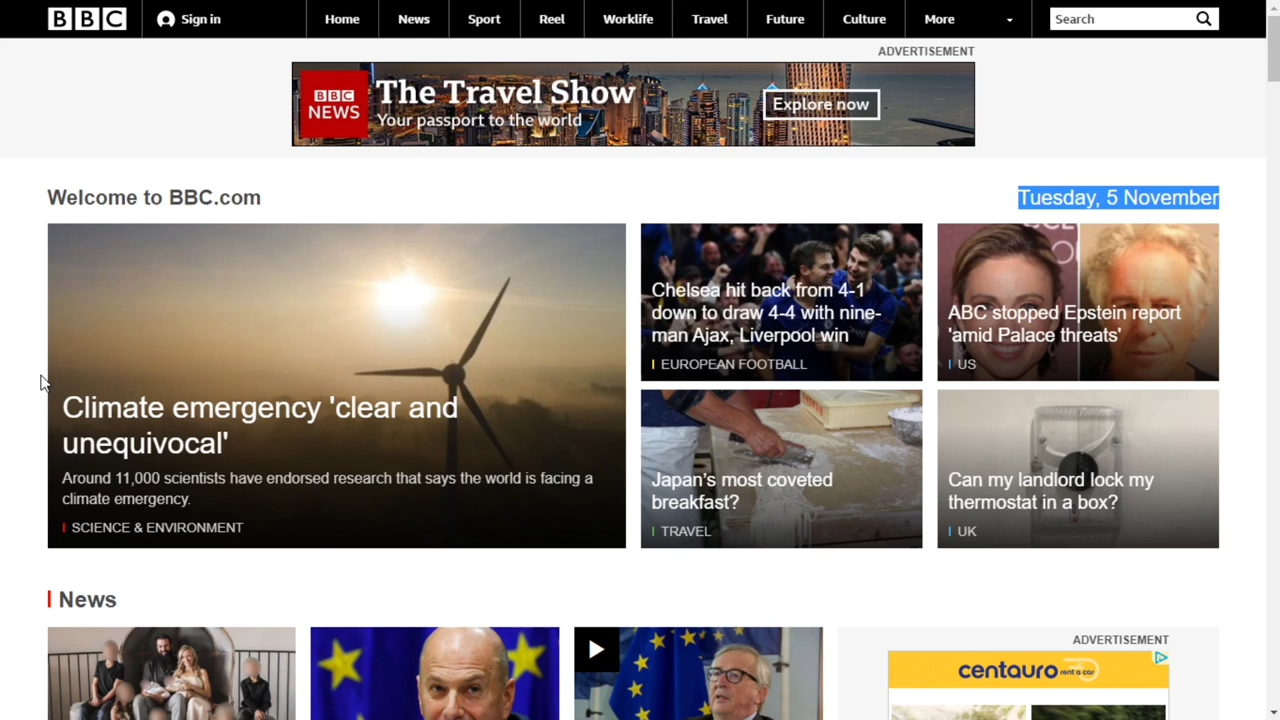 BBC
Sign in
Home
News
Sport
Reel
Worklife
Travel
Future
Culture
More
Search
ADVERTISEMENT
BBC
NEWS
The Travel Show
Your passport to the world
Explore now
Welcome to BBC.com
Tuesday, 5 November
Climate emergency 'clear and
unequivocal'
Around 11,000 scientists have endorsed research that says the world is facing a
climate emergency.
SCIENCE & ENVIRONMENT
Chelsea hit back from 4-1
down to draw 4-4 with nine-
man Ajax, Liverpool win
EUROPEAN FOOTBALL
ABC stopped Epstein report
'amid Palace threats'
US
Japan's most coveted
breakfast?
TRAVEL
Can my landlord lock my
thermostat in a box?
UK
News
ADVERTISEMENT
centauro rent a car